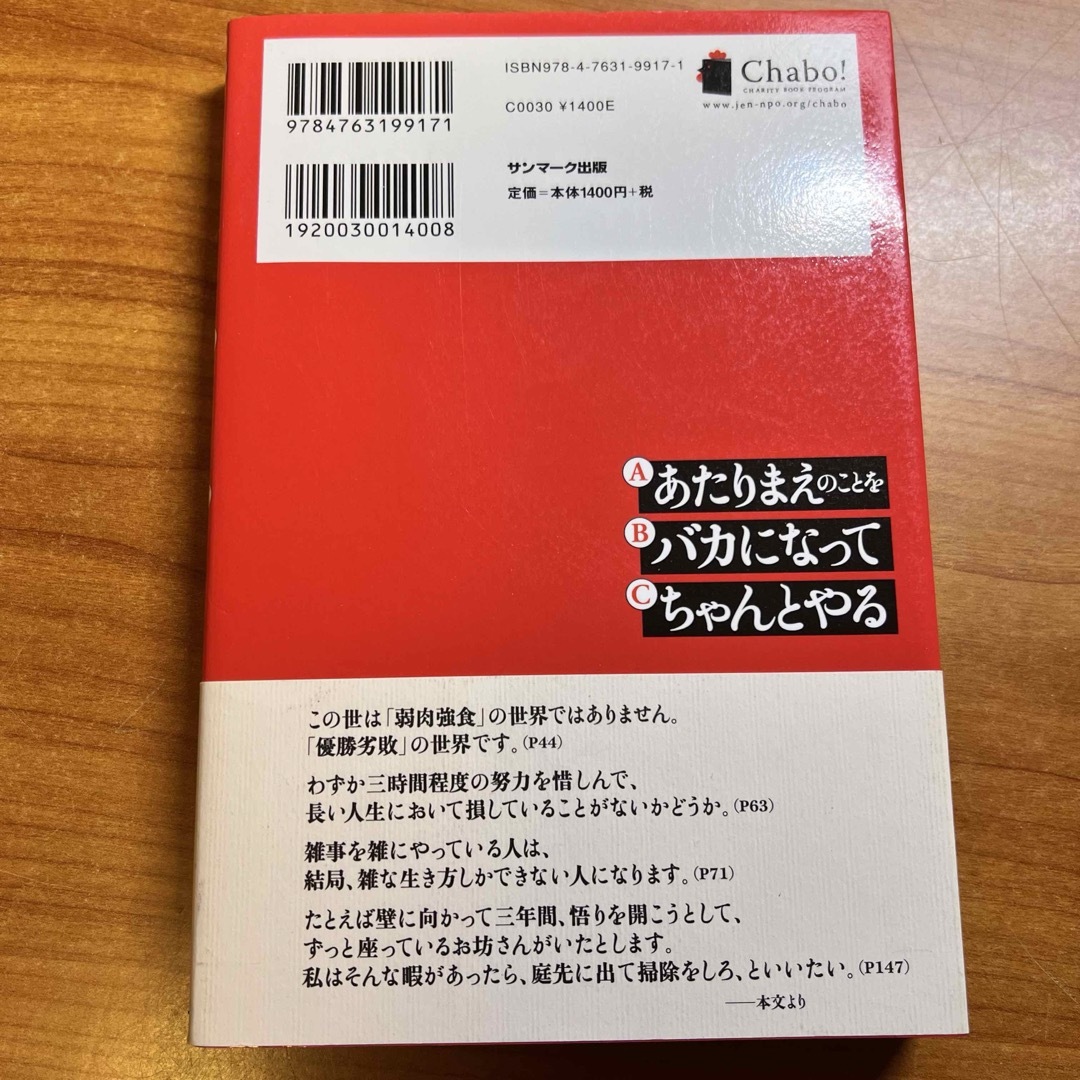 9784763199171
ISBN978-4-7631-9917-1
C0030 ¥1400E
Chabo!
CHARITY BOOK PROGRAM
www.jen-npo.org/chabo
1920030014008
サンマーク出版
定価=本体1400円+税
A あたりまえのことを
B バカになって
C ちゃんとやる
この世は「弱肉強食」の世界ではありません。
「優勝劣敗」の世界です。(P44)
わずか三時間程度の努力を惜しんで、
長い人生において損していることがないかどうか。(P63)
雑事を雑にやっている人は、
結局、雑な生き方しかできない人になります。(P71)
たとえば壁に向かって三年間、悟りを開こうとして、
ずっと座っているお坊さんがいたとします。
私はそんな暇があったら、庭先に出て掃除をしろ、といいたい。(P147)
――本文より